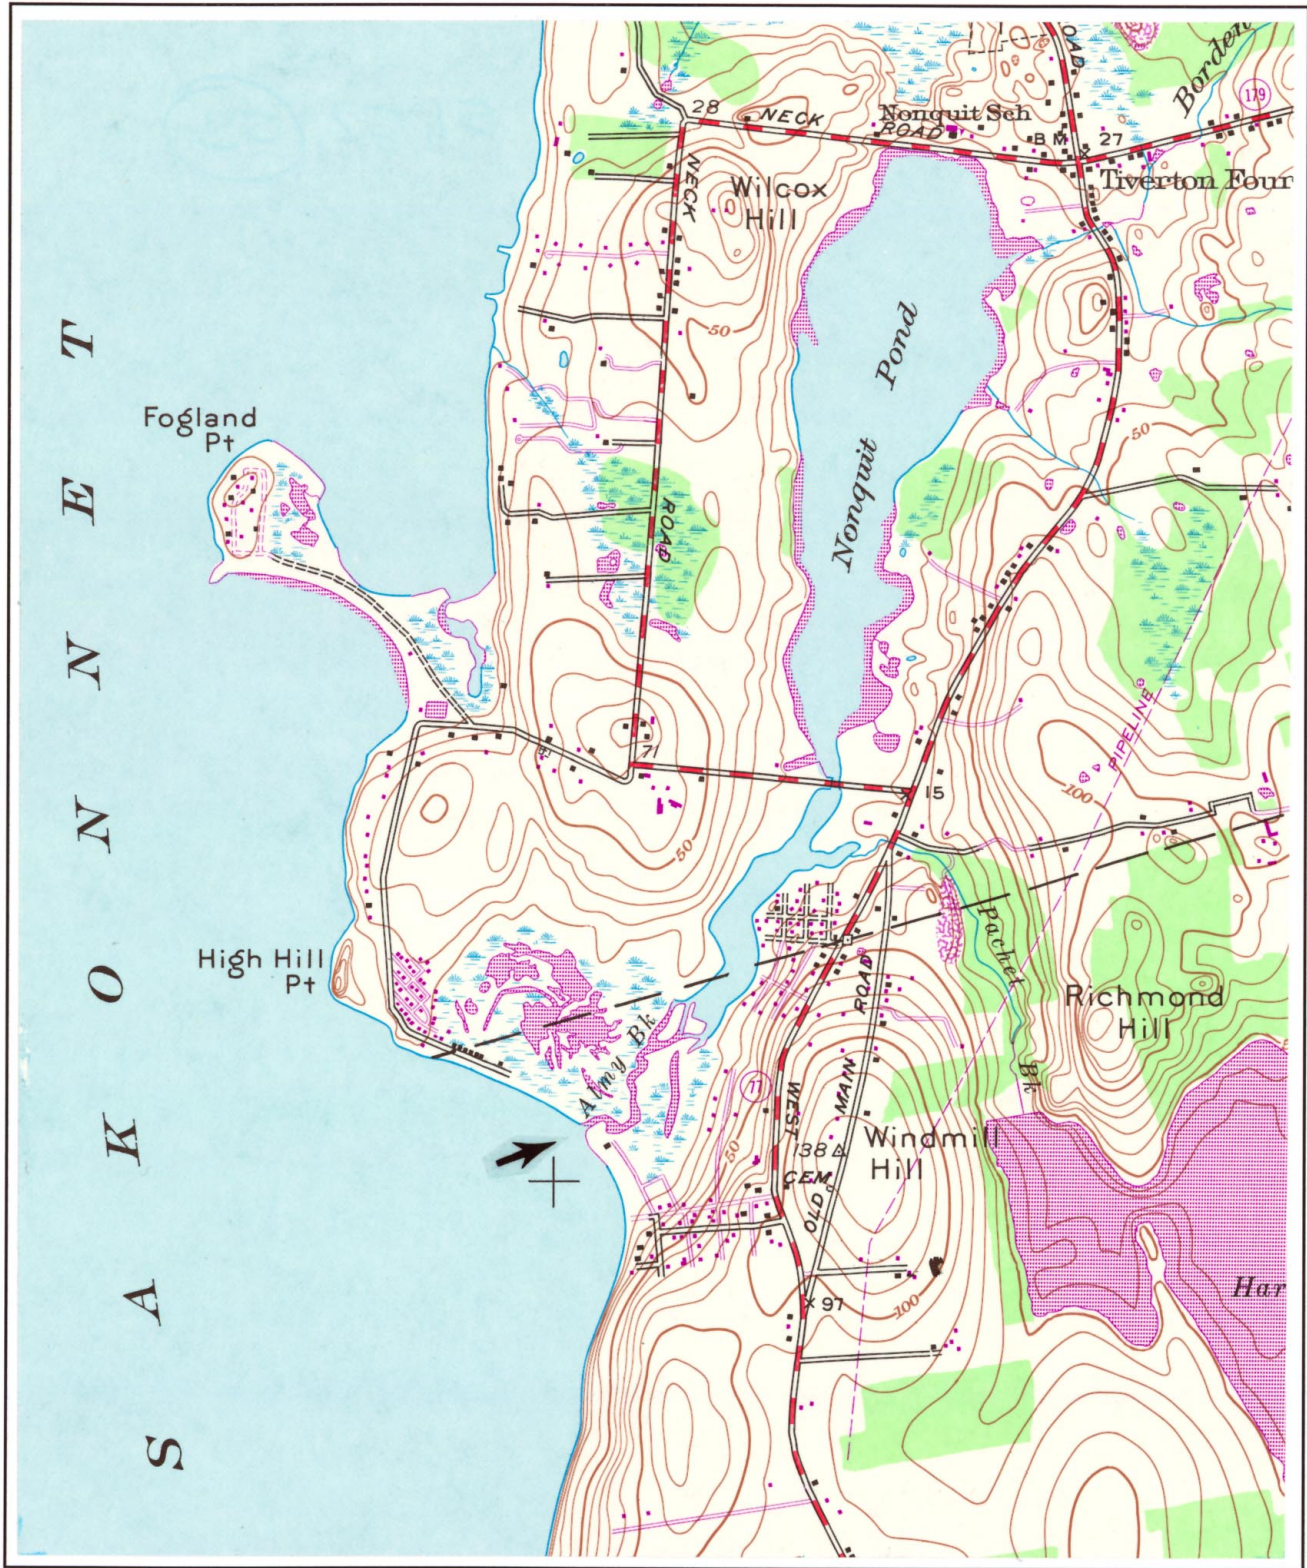 OAD
Borden
179
28
NECK
Nonquit Sch
ROAD
BM
27
Tiverton Four
NECK
Wilcox
Hill
50
Nonquit Pond
Fogland
Pt
50
ROAD
PIPELINE
71
15
100
50
High Hill
Pt
Pachet
Bk
Richmond
Hill
Almy Bk
77
WEST
OLD MAIN ROAD
138
Windmill
Hill
50
CEM
Har
97
100
SAKONNET